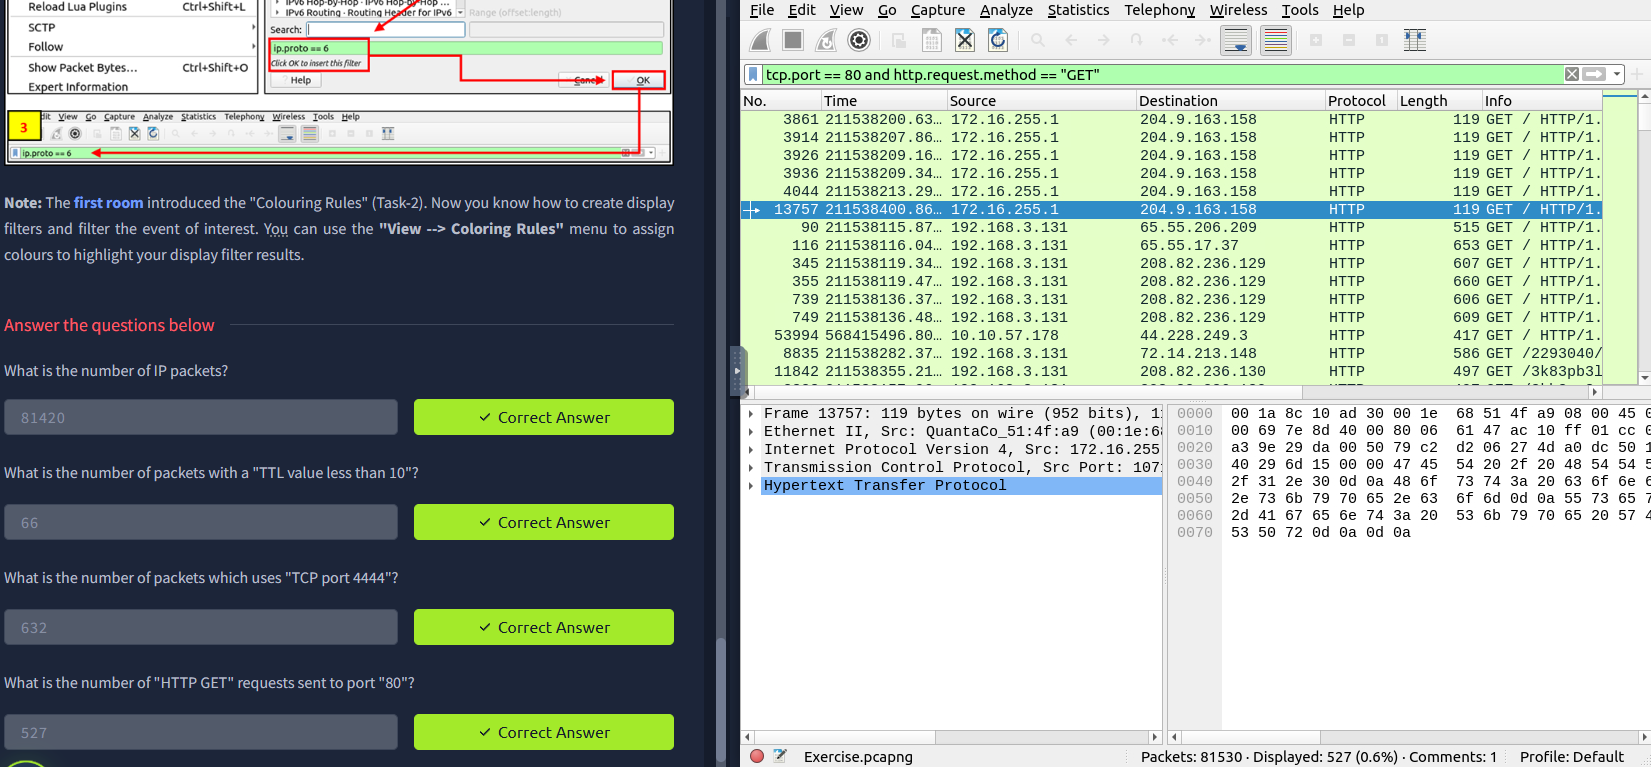 Reload Lua Plugins Ctrl+Shift+L
SCTP
Follow
Show Packet Bytes... Ctrl+Shift+O
Expert Information
IPv6 Hop-by-Hop · IPv6 Hop-by-Hop ...
IPv6 Routing · Routing Header for IPv6
Range (offset:length)
Search:
ip.proto == 6
Click OK to insert this filter
Help
Cancel
OK
3
dit View Go Capture Analyze Statistics Telephony Wireless Tools Help
ip.proto == 6
Note: The first room introduced the "Colouring Rules" (Task-2). Now you know how to create display
filters and filter the event of interest. You can use the "View --> Coloring Rules" menu to assign
colours to highlight your display filter results.
Answer the questions below
What is the number of IP packets?
81420
✓ Correct Answer
What is the number of packets with a "TTL value less than 10"?
66
✓ Correct Answer
What is the number of packets which uses "TCP port 4444"?
632
✓ Correct Answer
What is the number of "HTTP GET" requests sent to port "80"?
527
✓ Correct Answer
File Edit View Go Capture Analyze Statistics Telephony Wireless Tools Help
tcp.port == 80 and http.request.method == "GET"
No. Time Source Destination Protocol Length Info
3861 211538200.63… 172.16.255.1 204.9.163.158 HTTP 119 GET / HTTP/1.
3914 211538207.86… 172.16.255.1 204.9.163.158 HTTP 119 GET / HTTP/1.
3926 211538209.16… 172.16.255.1 204.9.163.158 HTTP 119 GET / HTTP/1.
3936 211538209.34… 172.16.255.1 204.9.163.158 HTTP 119 GET / HTTP/1.
4044 211538213.29… 172.16.255.1 204.9.163.158 HTTP 119 GET / HTTP/1.
13757 211538400.86… 172.16.255.1 204.9.163.158 HTTP 119 GET / HTTP/1.
90 211538115.87… 192.168.3.131 65.55.206.209 HTTP 515 GET / HTTP/1.
116 211538116.04… 192.168.3.131 65.55.17.37 HTTP 653 GET / HTTP/1.
345 211538119.34… 192.168.3.131 208.82.236.129 HTTP 607 GET / HTTP/1.
355 211538119.47… 192.168.3.131 208.82.236.129 HTTP 660 GET / HTTP/1.
739 211538136.37… 192.168.3.131 208.82.236.129 HTTP 606 GET / HTTP/1.
749 211538136.48… 192.168.3.131 208.82.236.129 HTTP 609 GET / HTTP/1.
53994 568415496.80… 10.10.57.178 44.228.249.3 HTTP 417 GET / HTTP/1.
8835 211538282.37… 192.168.3.131 72.14.213.148 HTTP 586 GET /2293040/
11842 211538355.21… 192.168.3.131 208.82.236.130 HTTP 497 GET /3k83pb3l
Frame 13757: 119 bytes on wire (952 bits), 1
Ethernet II, Src: QuantaCo_51:4f:a9 (00:1e:6
Internet Protocol Version 4, Src: 172.16.255
Transmission Control Protocol, Src Port: 107
Hypertext Transfer Protocol
0000 00 1a 8c 10 ad 30 00 1e 68 51 4f a9 08 00 45 0
0010 00 69 7e 8d 40 00 80 06 61 47 ac 10 ff 01 cc 0
0020 a3 9e 29 da 00 50 79 c2 d2 06 27 4d a0 dc 50 1
0030 40 29 6d 15 00 00 47 45 54 20 2f 20 48 54 54 5
0040 2f 31 2e 30 0d 0a 48 6f 73 74 3a 20 63 6f 6e 6
0050 2e 73 6b 79 70 65 2e 63 6f 6d 0d 0a 55 73 65 7
0060 2d 41 67 65 6e 74 3a 20 53 6b 79 70 65 20 57 4
0070 53 50 72 0d 0a 0d 0a
Exercise.pcapng
Packets: 81530 · Displayed: 527 (0.6%) · Comments: 1
Profile: Default